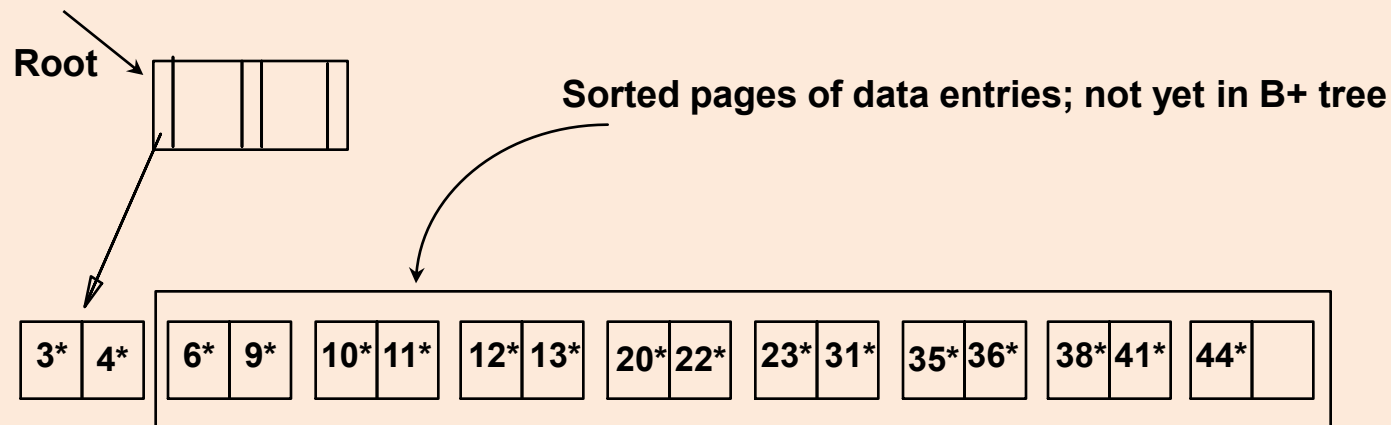 Root
Sorted pages of data entries; not yet in B+ tree
3* 4* 6* 9* 10* 11* 12* 13* 20* 22* 23* 31* 35* 36* 38* 41* 44*